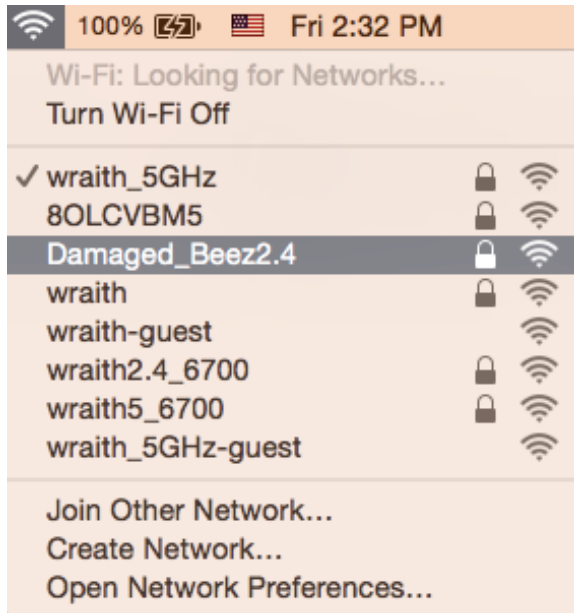 100% Fri 2:32 PM
Wi-Fi: Looking for Networks...
Turn Wi-Fi Off
wraith_5GHz
8OLCVBM5
Damaged_Beez2.4
wraith
wraith-guest
wraith2.4_6700
wraith5_6700
wraith_5GHz-guest
Join Other Network...
Create Network...
Open Network Preferences...